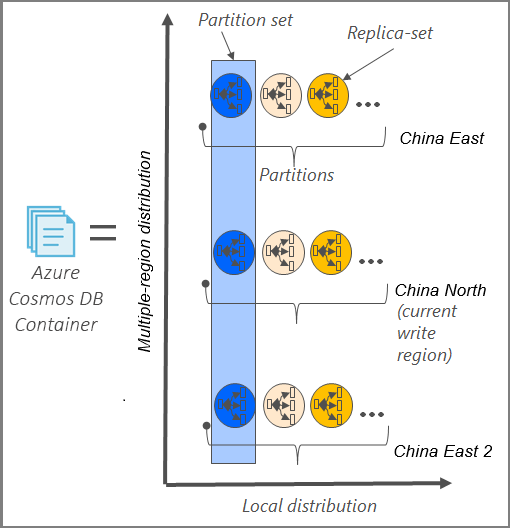 Partition set
Replica-set
China East
Partitions
Multiple-region distribution
Azure
Cosmos DB
Container
=
China North
(current
write
region)
China East 2
Local distribution